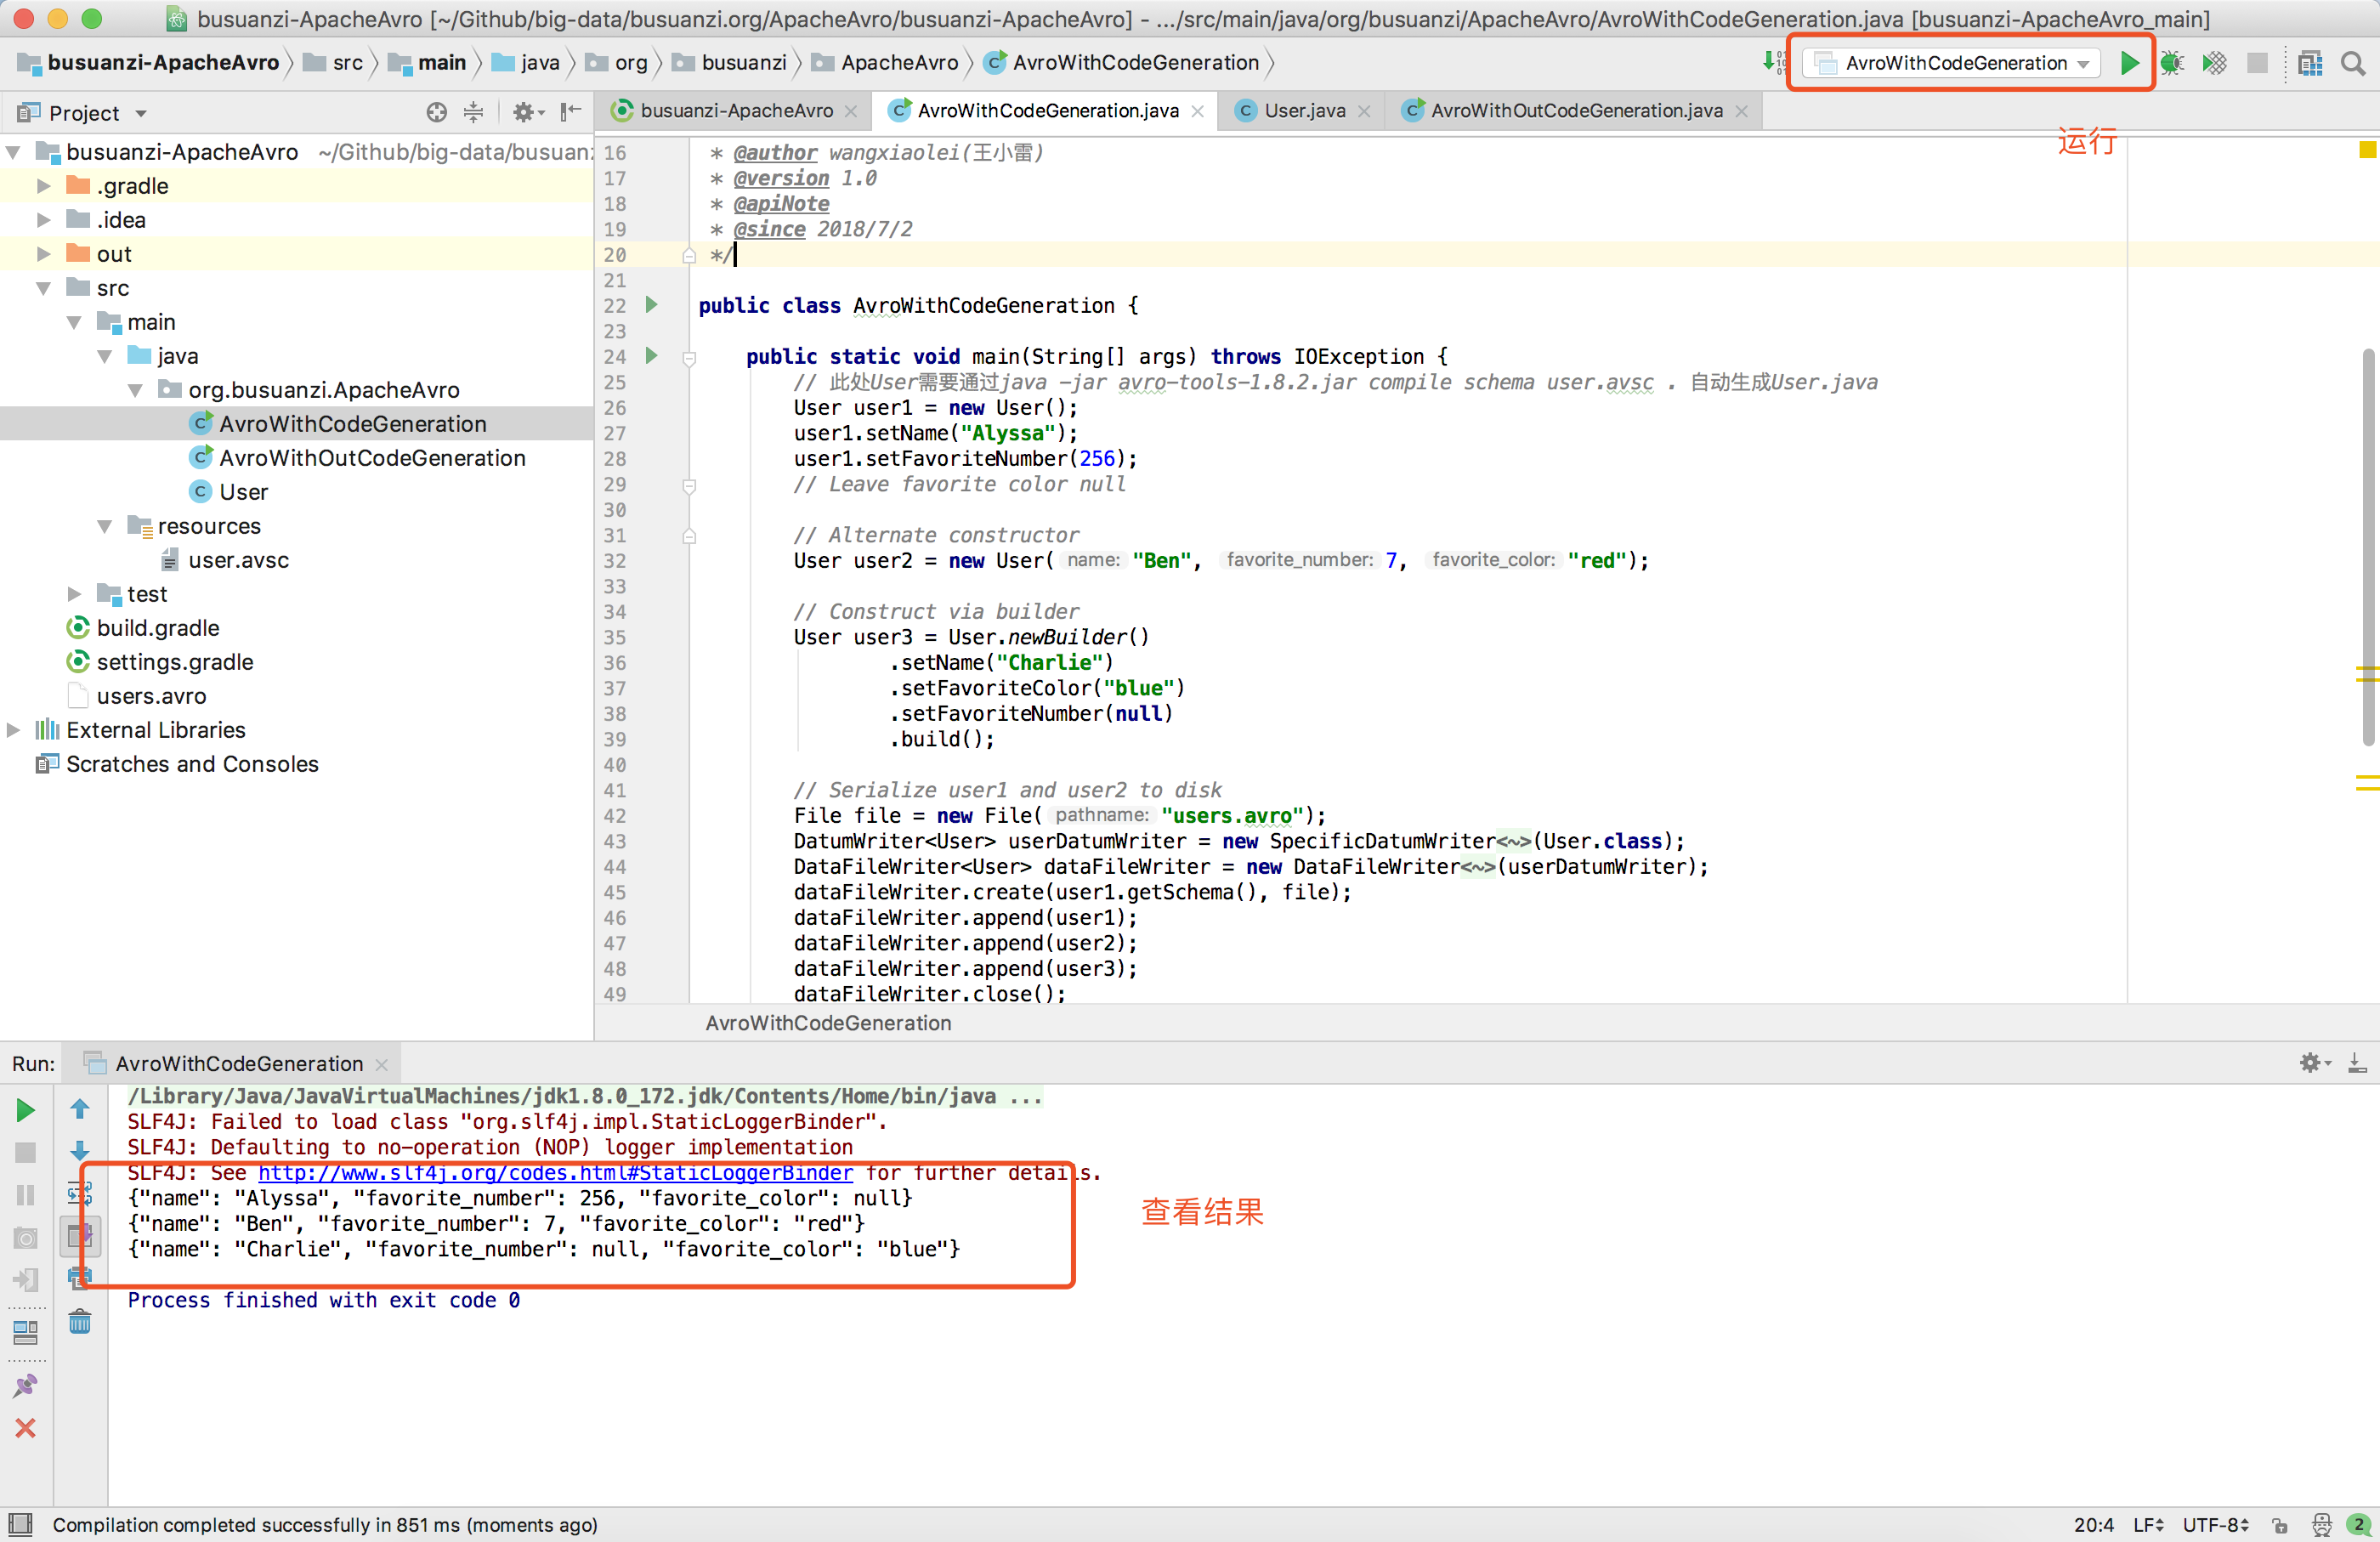 busuanzi-ApacheAvro [~/Github/big-data/busuanzi.org/ApacheAvro/busuanzi-ApacheAvro] - .../src/main/java/org/busuanzi/ApacheAvro/AvroWithCodeGeneration.java [busuanzi-ApacheAvro_main]
busuanzi-ApacheAvro src main java org busuanzi ApacheAvro AvroWithCodeGeneration
AvroWithCodeGeneration
运行
Project
busuanzi-ApacheAvro ~/Github/big-data/busuan
.gradle
.idea
out
src
main
java
org.busuanzi.ApacheAvro
AvroWithCodeGeneration
AvroWithOutCodeGeneration
User
resources
user.avsc
test
build.gradle
settings.gradle
users.avro
External Libraries
Scratches and Consoles
busuanzi-ApacheAvro AvroWithCodeGeneration.java User.java AvroWithOutCodeGeneration.java
16 * @author wangxiaolei(王小雷)
17 * @version 1.0
18 * @apiNote
19 * @since 2018/7/2
20 */
21
22 public class AvroWithCodeGeneration {
23
24 public static void main(String[] args) throws IOException {
25 // 此处User需要通过java -jar avro-tools-1.8.2.jar compile schema user.avsc . 自动生成User.java
26 User user1 = new User();
27 user1.setName("Alyssa");
28 user1.setFavoriteNumber(256);
29 // Leave favorite color null
30
31 // Alternate constructor
32 User user2 = new User( name: "Ben", favorite_number: 7, favorite_color: "red");
33
34 // Construct via builder
35 User user3 = User.newBuilder()
36 .setName("Charlie")
37 .setFavoriteColor("blue")
38 .setFavoriteNumber(null)
39 .build();
40
41 // Serialize user1 and user2 to disk
42 File file = new File( pathname: "users.avro");
43 DatumWriter<User> userDatumWriter = new SpecificDatumWriter<~>(User.class);
44 DataFileWriter<User> dataFileWriter = new DataFileWriter<~>(userDatumWriter);
45 dataFileWriter.create(user1.getSchema(), file);
46 dataFileWriter.append(user1);
47 dataFileWriter.append(user2);
48 dataFileWriter.append(user3);
49 dataFileWriter.close();
AvroWithCodeGeneration
Run: AvroWithCodeGeneration
/Library/Java/JavaVirtualMachines/jdk1.8.0_172.jdk/Contents/Home/bin/java ...
SLF4J: Failed to load class "org.slf4j.impl.StaticLoggerBinder".
SLF4J: Defaulting to no-operation (NOP) logger implementation
SLF4J: See http://www.slf4j.org/codes.html#StaticLoggerBinder for further details.
{"name": "Alyssa", "favorite_number": 256, "favorite_color": null}
{"name": "Ben", "favorite_number": 7, "favorite_color": "red"}
{"name": "Charlie", "favorite_number": null, "favorite_color": "blue"}
查看结果
Process finished with exit code 0
Compilation completed successfully in 851 ms (moments ago)
20:4 LF UTF-8 2